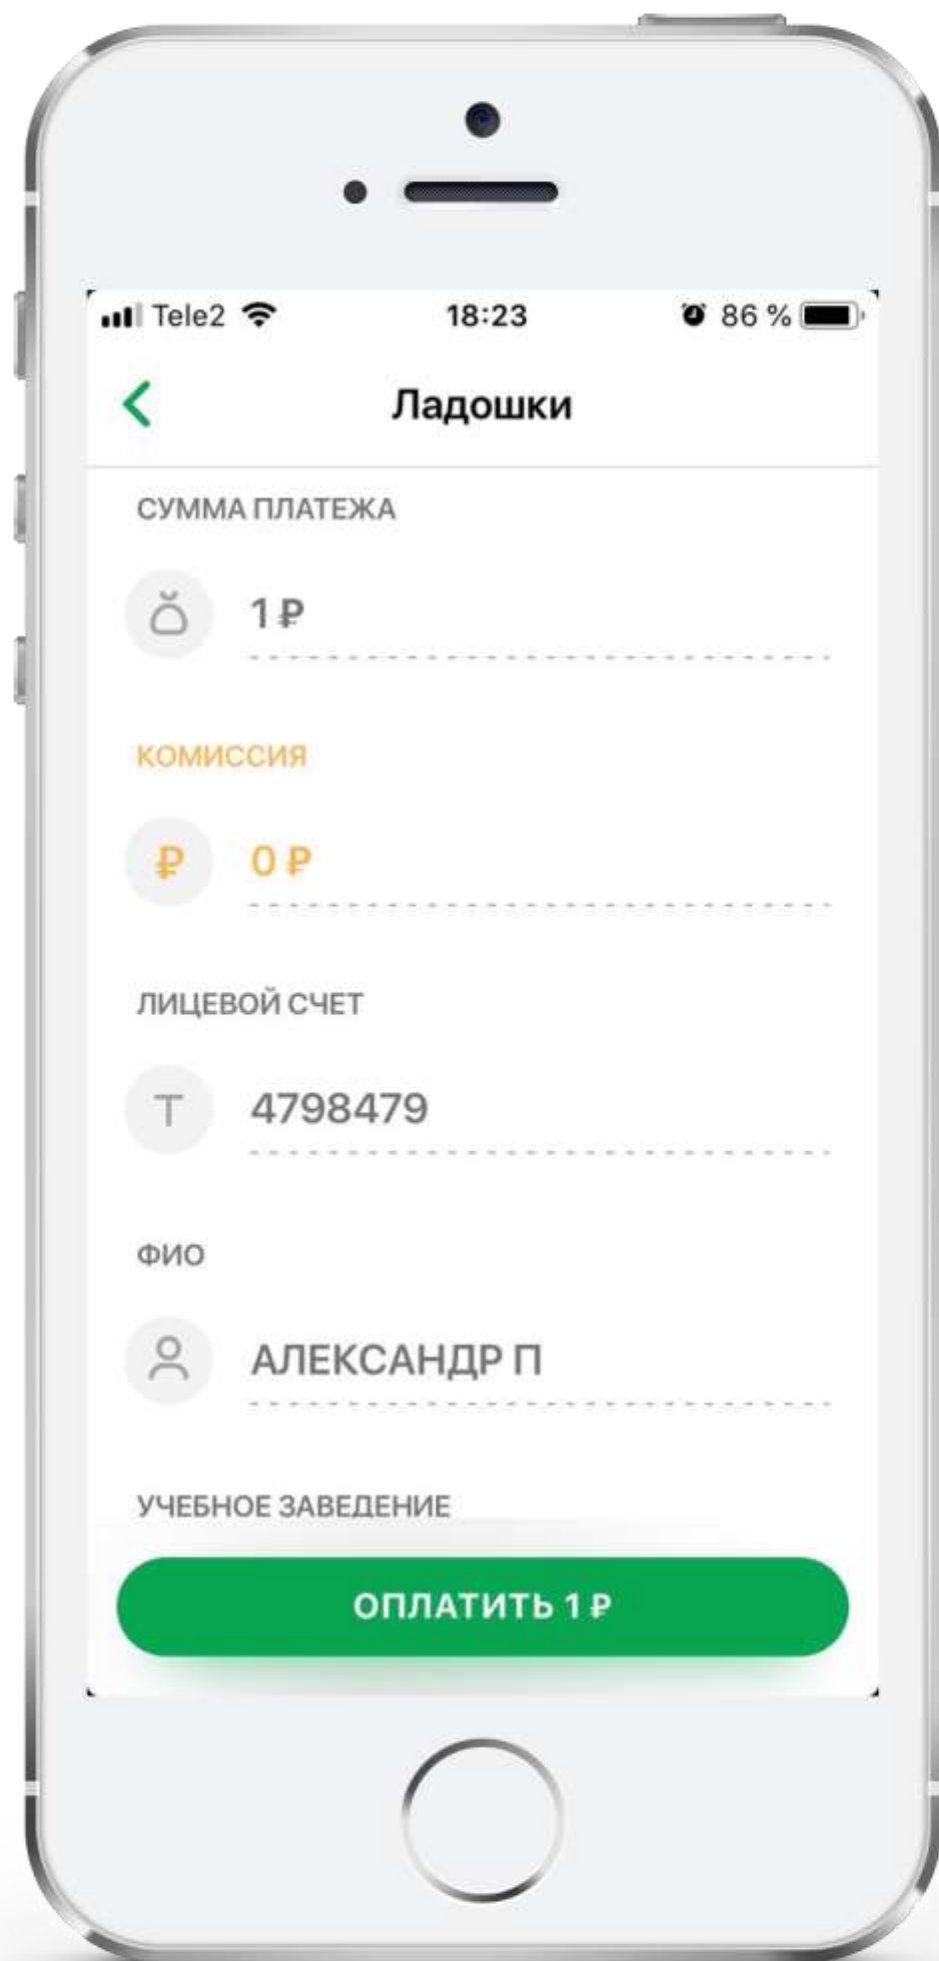 Tele2 18:23 86 %
Ладошки
СУММА ПЛАТЕЖА
1 ₽
КОМИССИЯ
₽ 0 ₽
ЛИЦЕВОЙ СЧЕТ
T 4798479
ФИО
АЛЕКСАНДР П
УЧЕБНОЕ ЗАВЕДЕНИЕ
ОПЛАТИТЬ 1 ₽